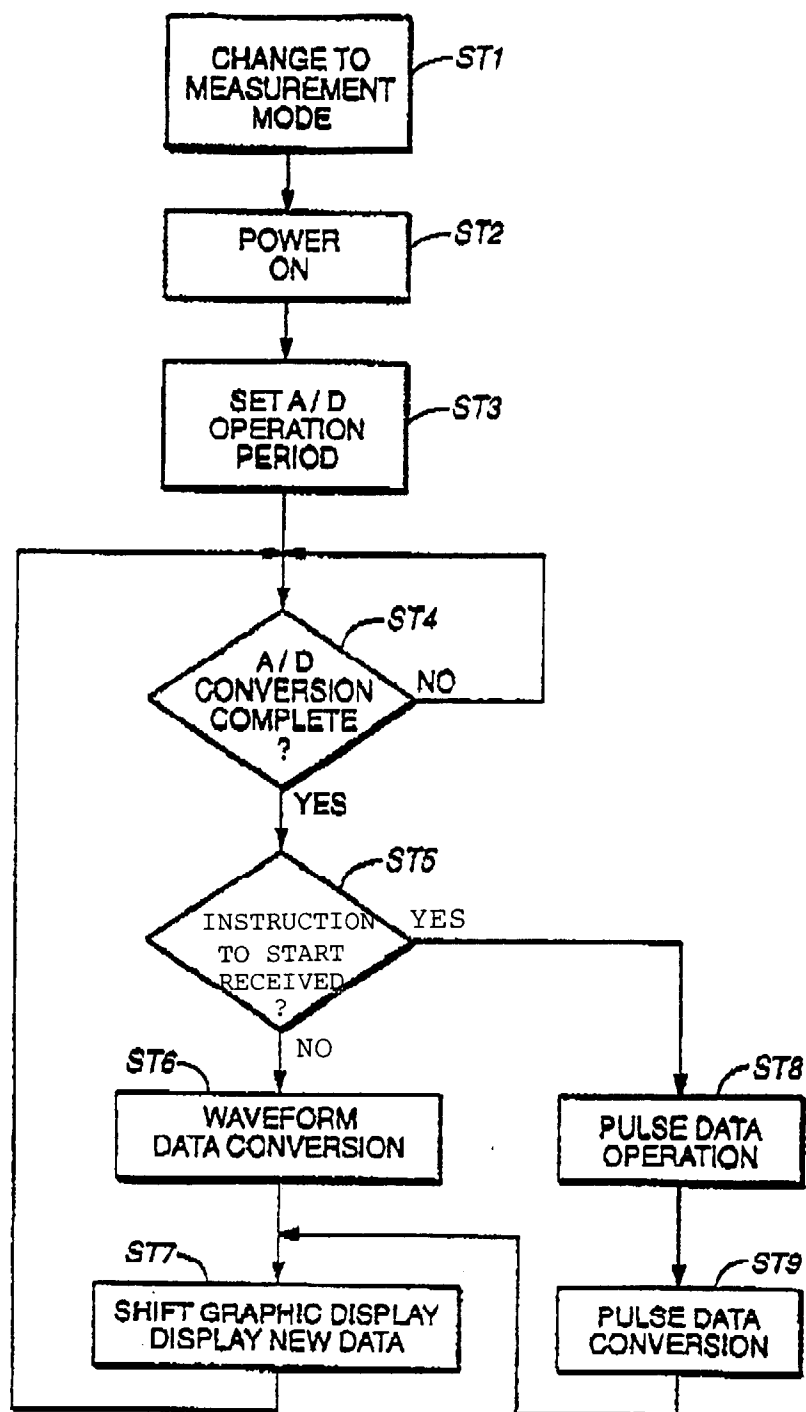 CHANGE TO
MEASUREMENT
MODE
ST1
POWER
ON
ST2
SET A/D
OPERATION
PERIOD
ST3
ST4
A/D
CONVERSION
COMPLETE
?
NO
YES
ST5
INSTRUCTION
TO START
RECEIVED
?
YES
NO
ST6
WAVEFORM
DATA CONVERSION
ST8
PULSE DATA
OPERATION
ST7
SHIFT GRAPHIC DISPLAY
DISPLAY NEW DATA
ST9
PULSE DATA
CONVERSION